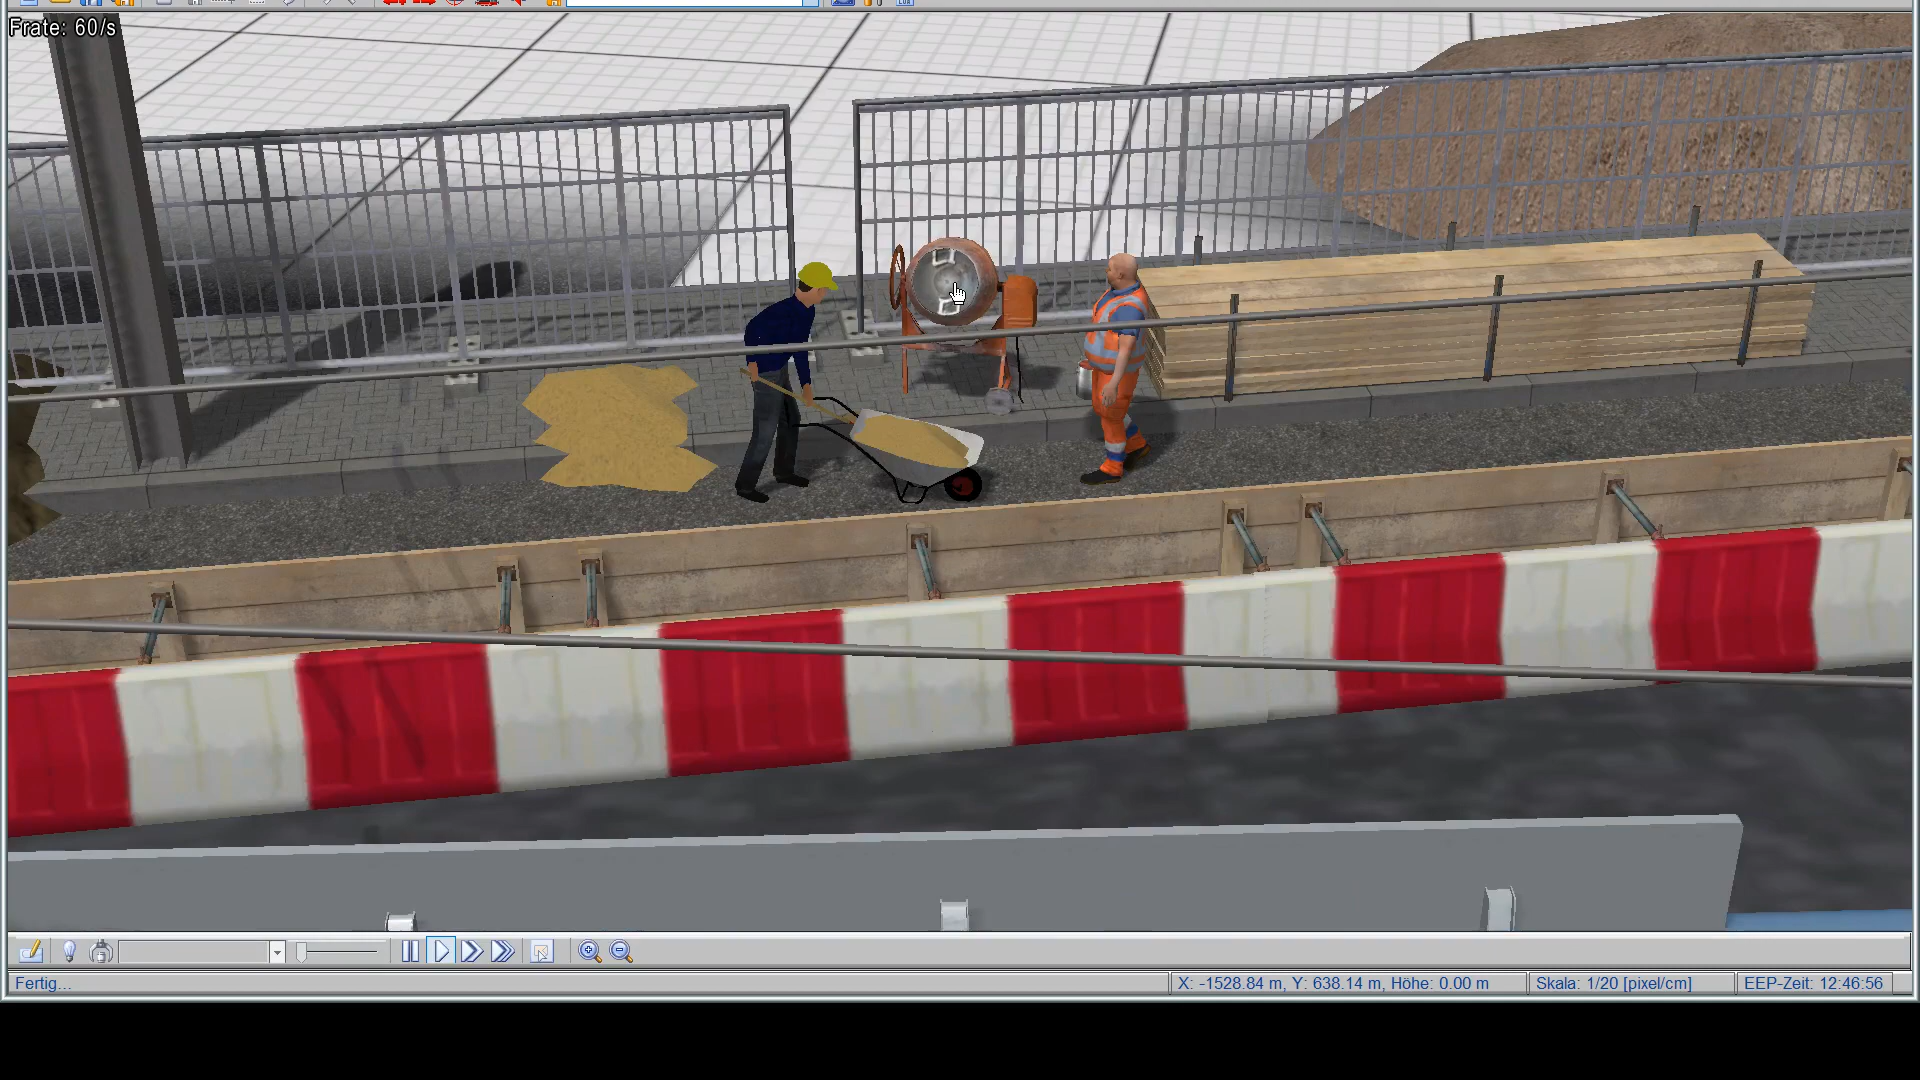 Frate: 60/s
Fertig...
X: -1528.84 m, Y: 638.14 m, Höhe: 0.00 m
Skala: 1/20 [pixel/cm]
EEP-Zeit: 12:46:56